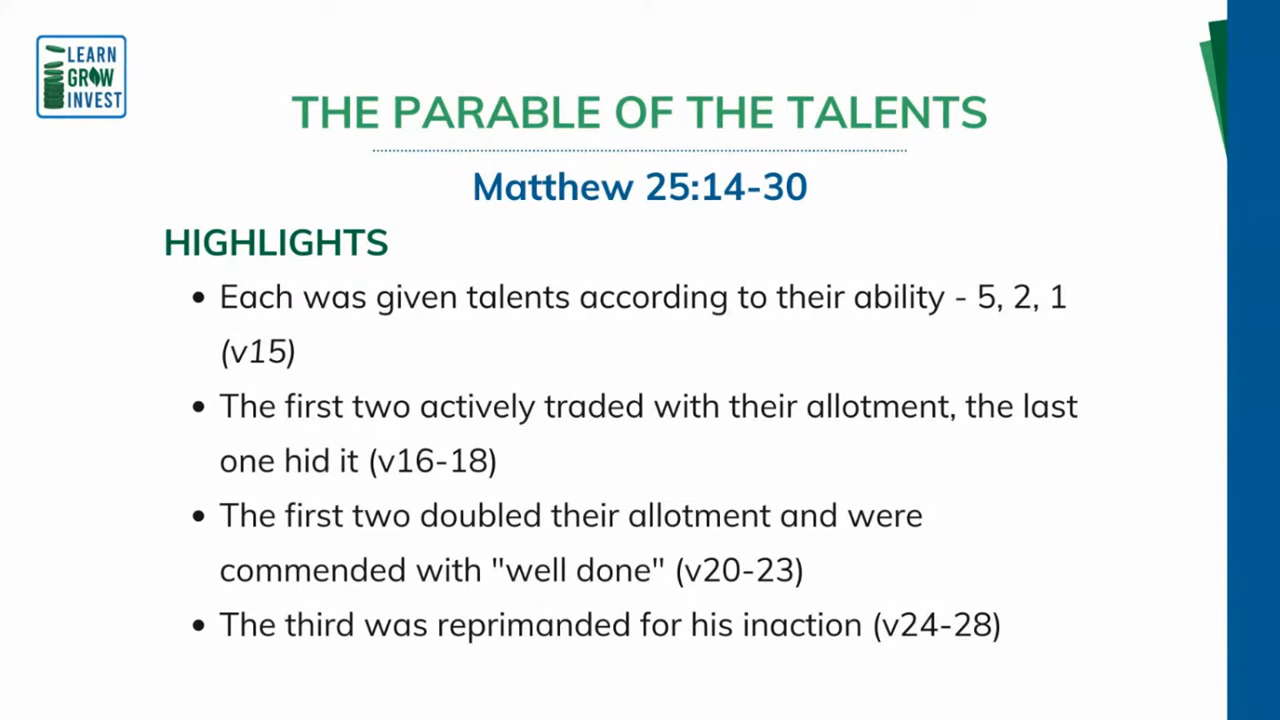 LEARN
GROW
INVEST
THE PARABLE OF THE TALENTS
Matthew 25:14-30
HIGHLIGHTS
• Each was given talents according to their ability - 5, 2, 1
(v15)
• The first two actively traded with their allotment, the last
one hid it (v16-18)
• The first two doubled their allotment and were
commended with "well done" (v20-23)
• The third was reprimanded for his inaction (v24-28)